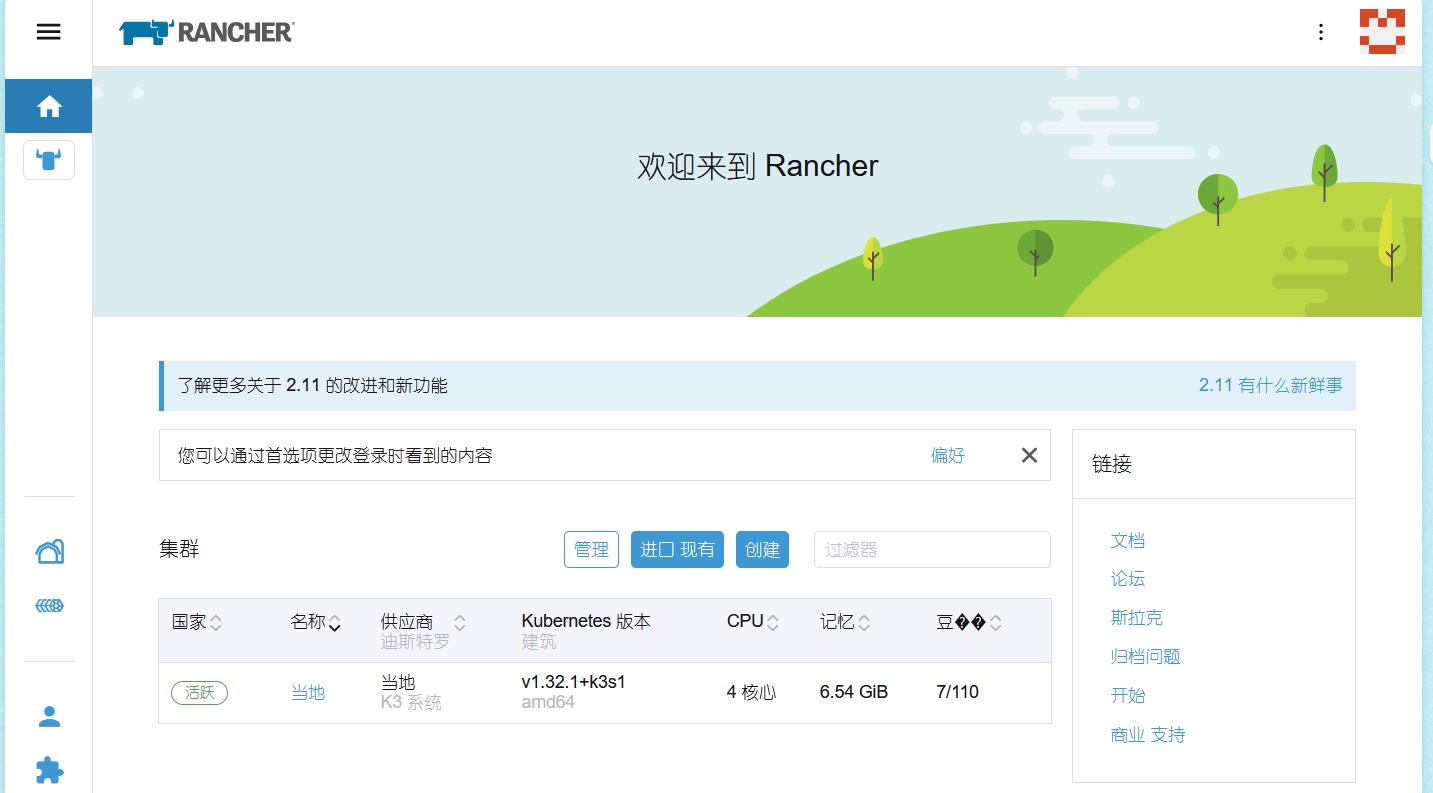 RANCHER
欢迎来到 Rancher
了解更多关于 2.11 的改进和新功能 2.11 有什么新鲜事
您可以通过首选项更改登录时看到的内容 偏好
链接
集群 管理 进口 现有 创建 过滤器
国家 名称 供应商 Kubernetes 版本 CPU 记忆 豆��
迪斯特罗 建筑
活跃 当地 当地 v1.32.1+k3s1 4 核心 6.54 GiB 7/110
K3 系统 amd64
文档
论坛
斯拉克
归档问题
开始
商业 支持